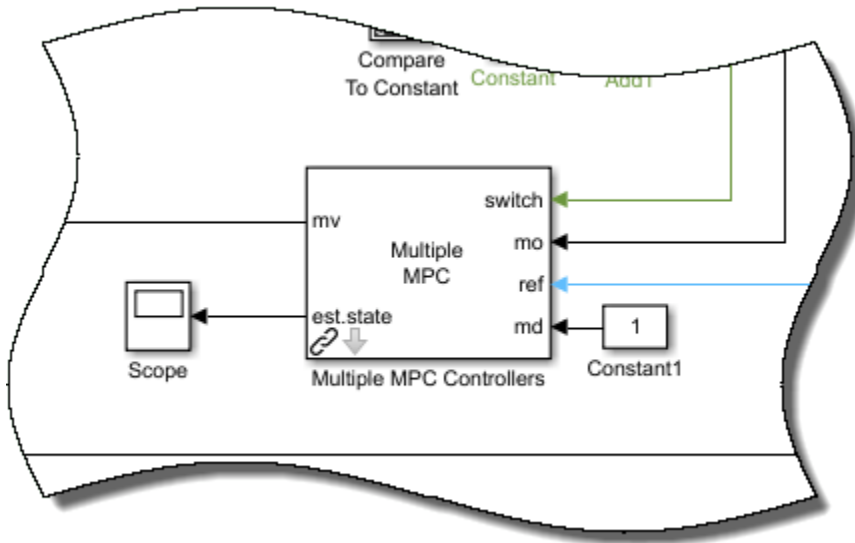 Compare
To Constant
Constant
Add1
switch
mv
mo
Multiple
MPC
ref
est.state
md
1
Scope
Multiple MPC Controllers
Constant1